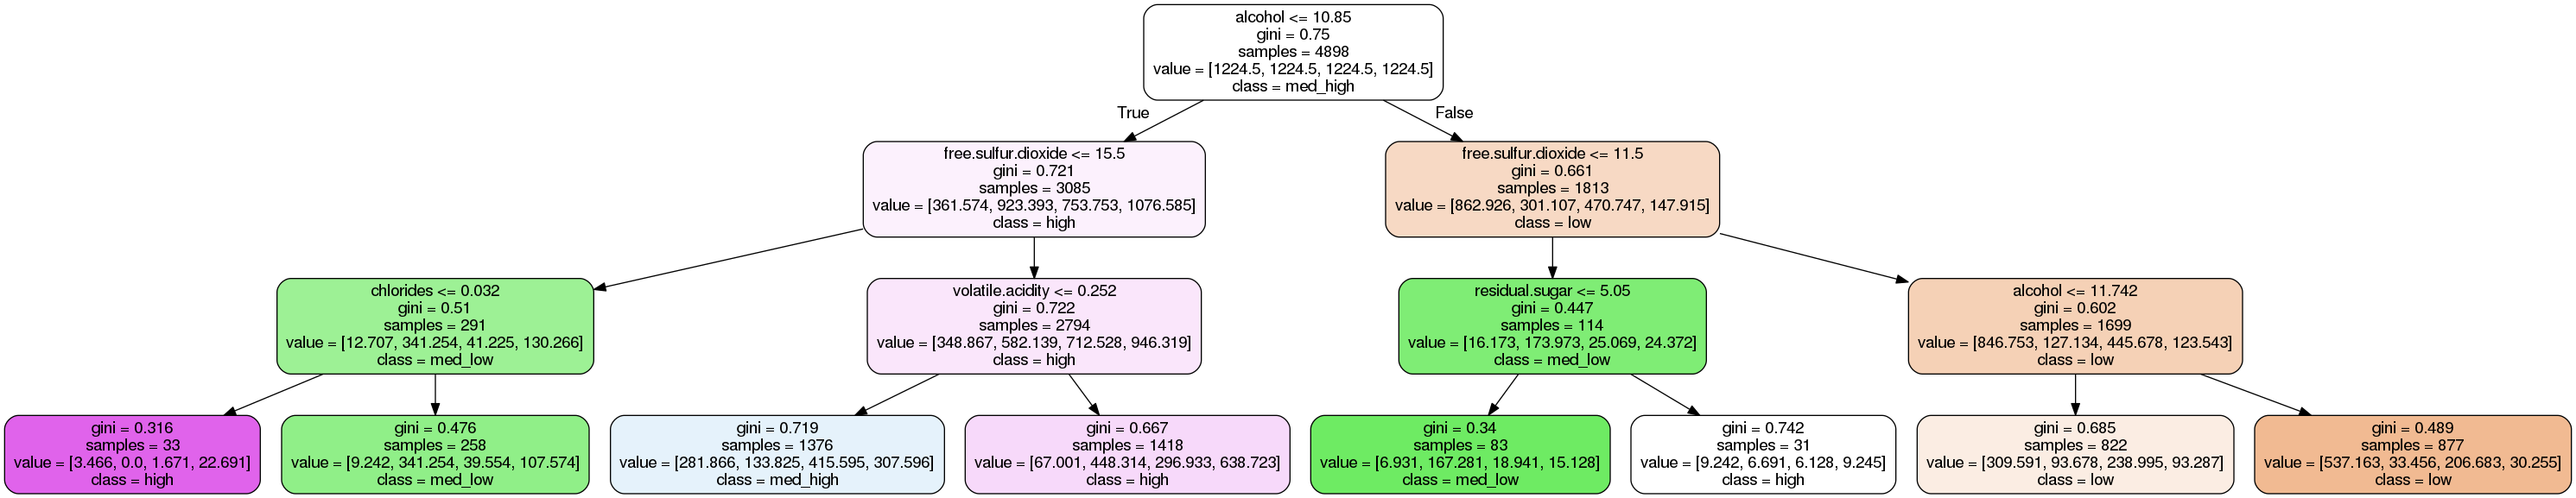 alcohol <= 10.85
gini = 0.75
samples = 4898
value = [1224.5, 1224.5, 1224.5, 1224.5]
class = med_high
True
False
free.sulfur.dioxide <= 15.5
gini = 0.721
samples = 3085
value = [361.574, 923.393, 753.753, 1076.585]
class = high
free.sulfur.dioxide <= 11.5
gini = 0.661
samples = 1813
value = [862.926, 301.107, 470.747, 147.915]
class = low
chlorides <= 0.032
gini = 0.51
samples = 291
value = [12.707, 341.254, 41.225, 130.266]
class = med_low
volatile.acidity <= 0.252
gini = 0.722
samples = 2794
value = [348.867, 582.139, 712.528, 946.319]
class = high
residual.sugar <= 5.05
gini = 0.447
samples = 114
value = [16.173, 173.973, 25.069, 24.372]
class = med_low
alcohol <= 11.742
gini = 0.602
samples = 1699
value = [846.753, 127.134, 445.678, 123.543]
class = low
gini = 0.316
samples = 33
value = [3.466, 0.0, 1.671, 22.691]
class = high
gini = 0.476
samples = 258
value = [9.242, 341.254, 39.554, 107.574]
class = med_low
gini = 0.719
samples = 1376
value = [281.866, 133.825, 415.595, 307.596]
class = med_high
gini = 0.667
samples = 1418
value = [67.001, 448.314, 296.933, 638.723]
class = high
gini = 0.34
samples = 83
value = [6.931, 167.281, 18.941, 15.128]
class = med_low
gini = 0.742
samples = 31
value = [9.242, 6.691, 6.128, 9.245]
class = high
gini = 0.685
samples = 822
value = [309.591, 93.678, 238.995, 93.287]
class = low
gini = 0.489
samples = 877
value = [537.163, 33.456, 206.683, 30.255]
class = low